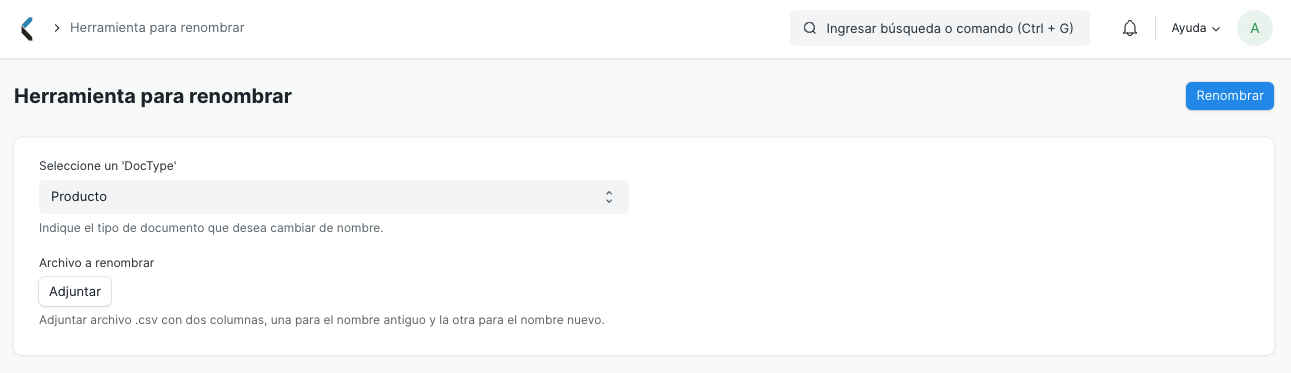 Herramienta para renombrar
Ingresar búsqueda o comando (Ctrl + G)
Ayuda
A
Herramienta para renombrar
Renombrar
Seleccione un 'DocType'
Producto
Indique el tipo de documento que desea cambiar de nombre.
Archivo a renombrar
Adjuntar
Adjuntar archivo .csv con dos columnas, una para el nombre antiguo y la otra para el nombre nuevo.